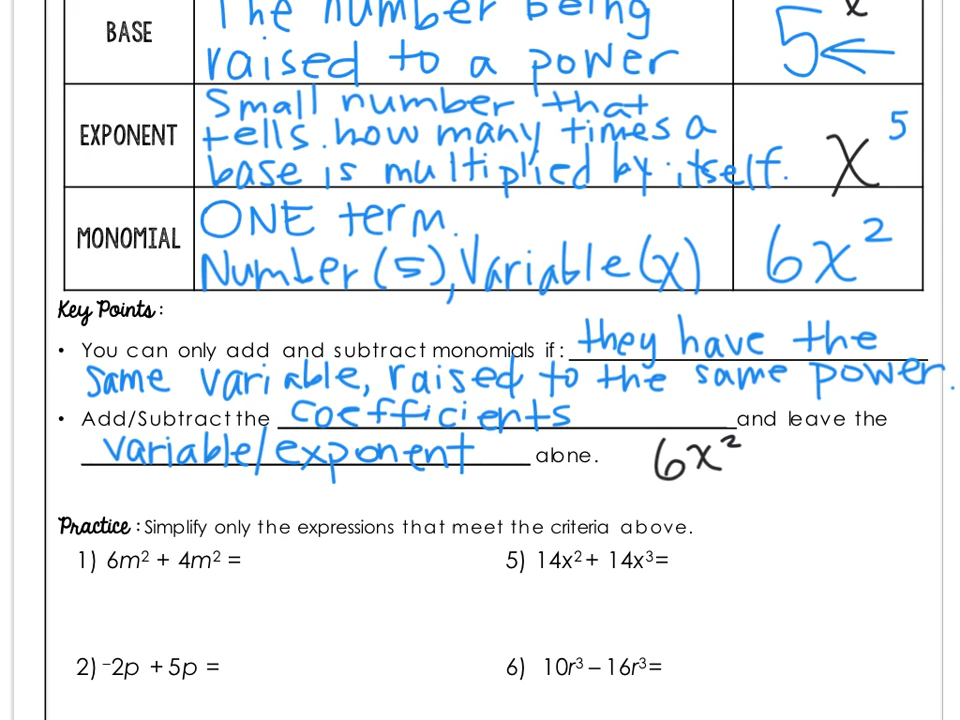 BASE
The number being
raised to a power
x
5
EXPONENT
Small number that
tells how many times a
base is multiplied by itself.
x⁵
MONOMIAL
ONE term.
Number (5), Variable (x)
6x²
Key Points:
• You can only add and subtract monomials if: they have the
same variable, raised to the same power.
• Add/Subtract the coefficients and leave the
variable/exponent alone. 6x²
Practice: Simplify only the expressions that meet the criteria above.
1) 6m² + 4m² =
5) 14x² + 14x³=
2) ⁻2p + 5p =
6) 10r³ – 16r³=